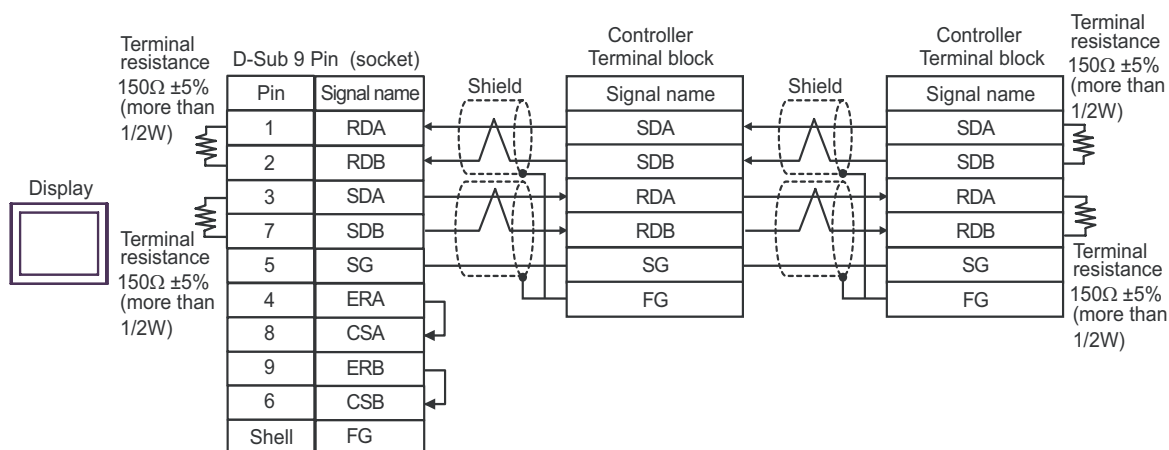 Terminal
resistance
150Ω ±5%
(more than
1/2W)
D-Sub 9 Pin (socket)
Pin Signal name
1 RDA
2 RDB
3 SDA
7 SDB
5 SG
4 ERA
8 CSA
9 ERB
6 CSB
Shell FG
Display
Terminal
resistance
150Ω ±5%
(more than
1/2W)
Shield
Controller
Terminal block
Signal name
SDA
SDB
RDA
RDB
SG
FG
Shield
Controller
Terminal block
Signal name
SDA
SDB
RDA
RDB
SG
FG
Terminal
resistance
150Ω ±5%
(more than
1/2W)
Terminal
resistance
150Ω ±5%
(more than
1/2W)